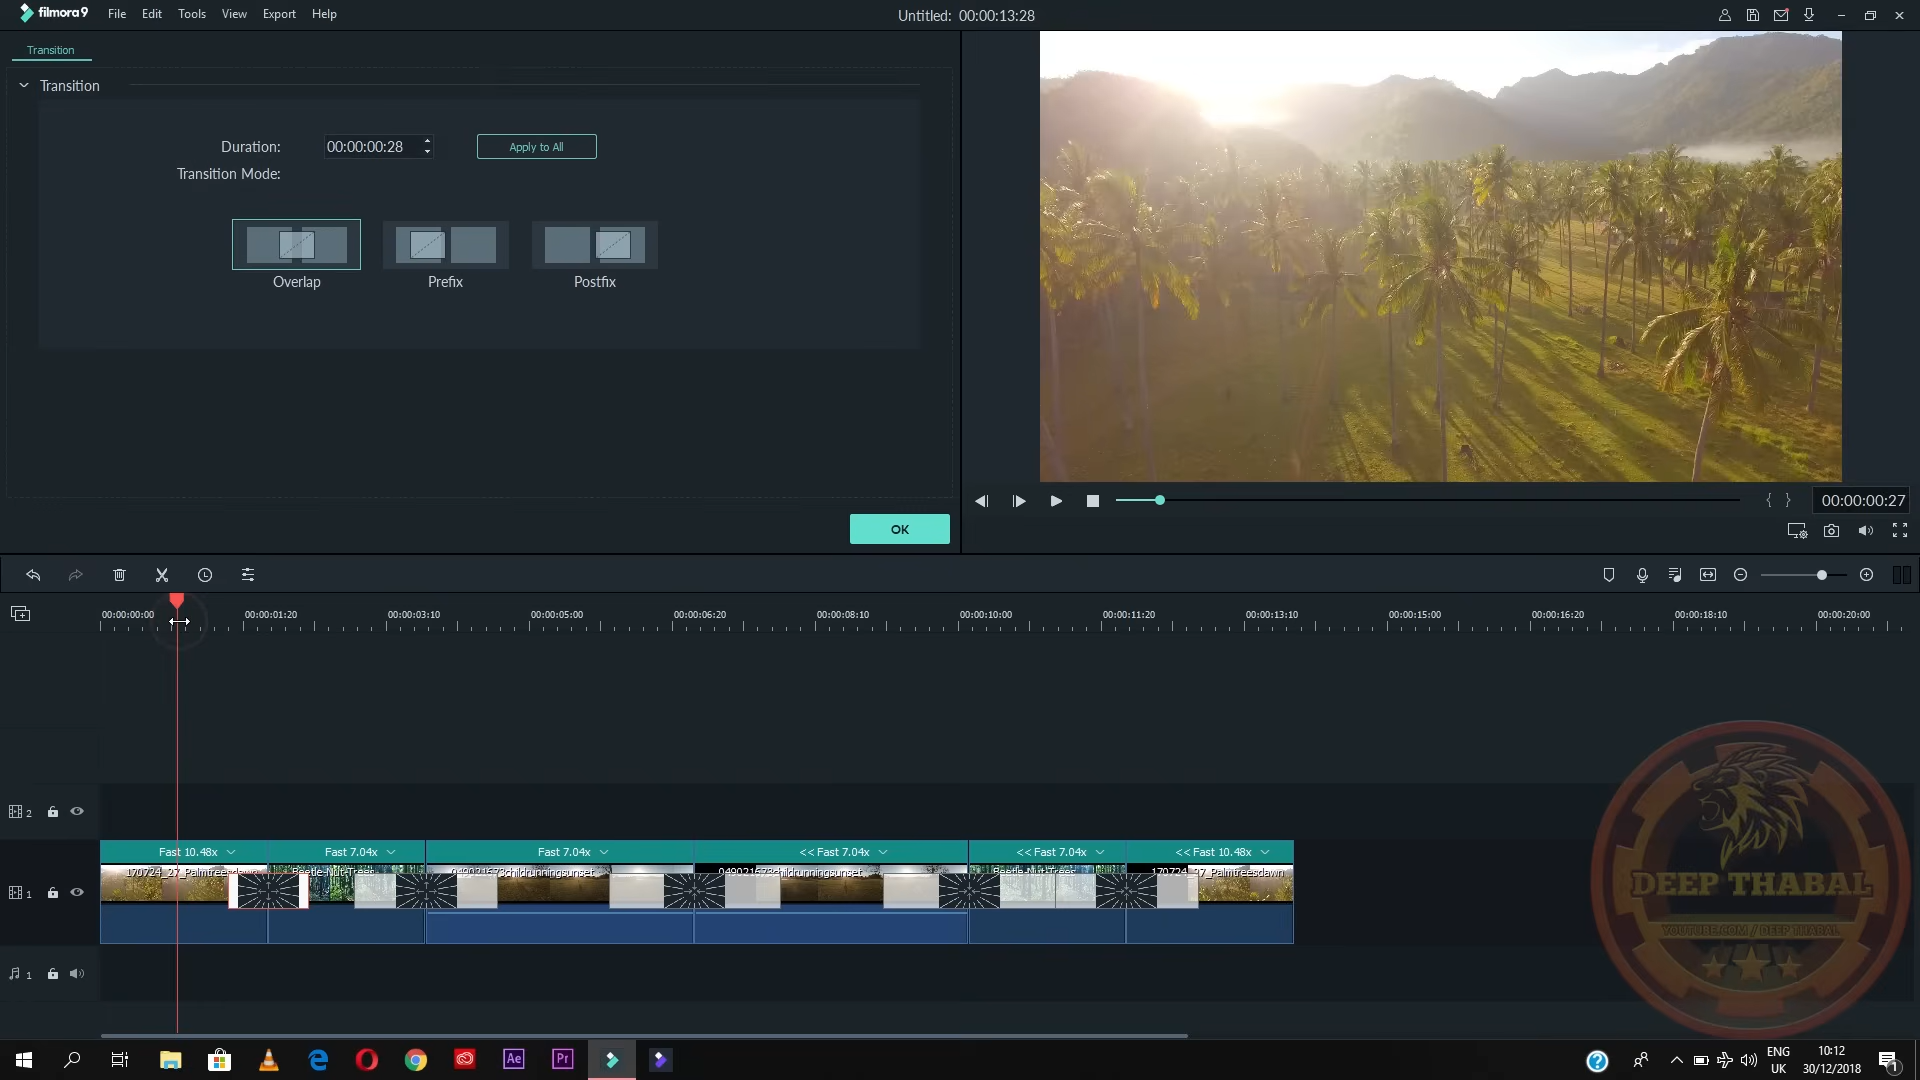 filmora9 File Edit Tools View Export Help Untitled: 00:00:13:28
Transition
Transition
Duration: 00:00:00:28 Apply to All
Transition Mode:
Overlap Prefix Postfix
OK
00:00:00:27
00:00:00:00 00:00:01:20 00:00:03:10 00:00:05:00 00:00:06:20 00:00:08:10 00:00:10:00 00:00:11:20 00:00:13:10 00:00:15:00 00:00:16:20 00:00:18:10 00:00:20:00
2
Fast 10.48x Fast 7.04x Fast 7.04x << Fast 7.04x << Fast 7.04x << Fast 10.48x
170724_27_Palmtreesdawn Beetle-Nut-Trees 049021673childrunningsunset 049021673childrunningsunset Beetle-Nut-Trees 170724_27_Palmtreesdawn
1
1
DEEP THABAL
YOUTUBE.COM / DEEP THABAL
Ae Pr
ENG
UK
10:12
30/12/2018
1